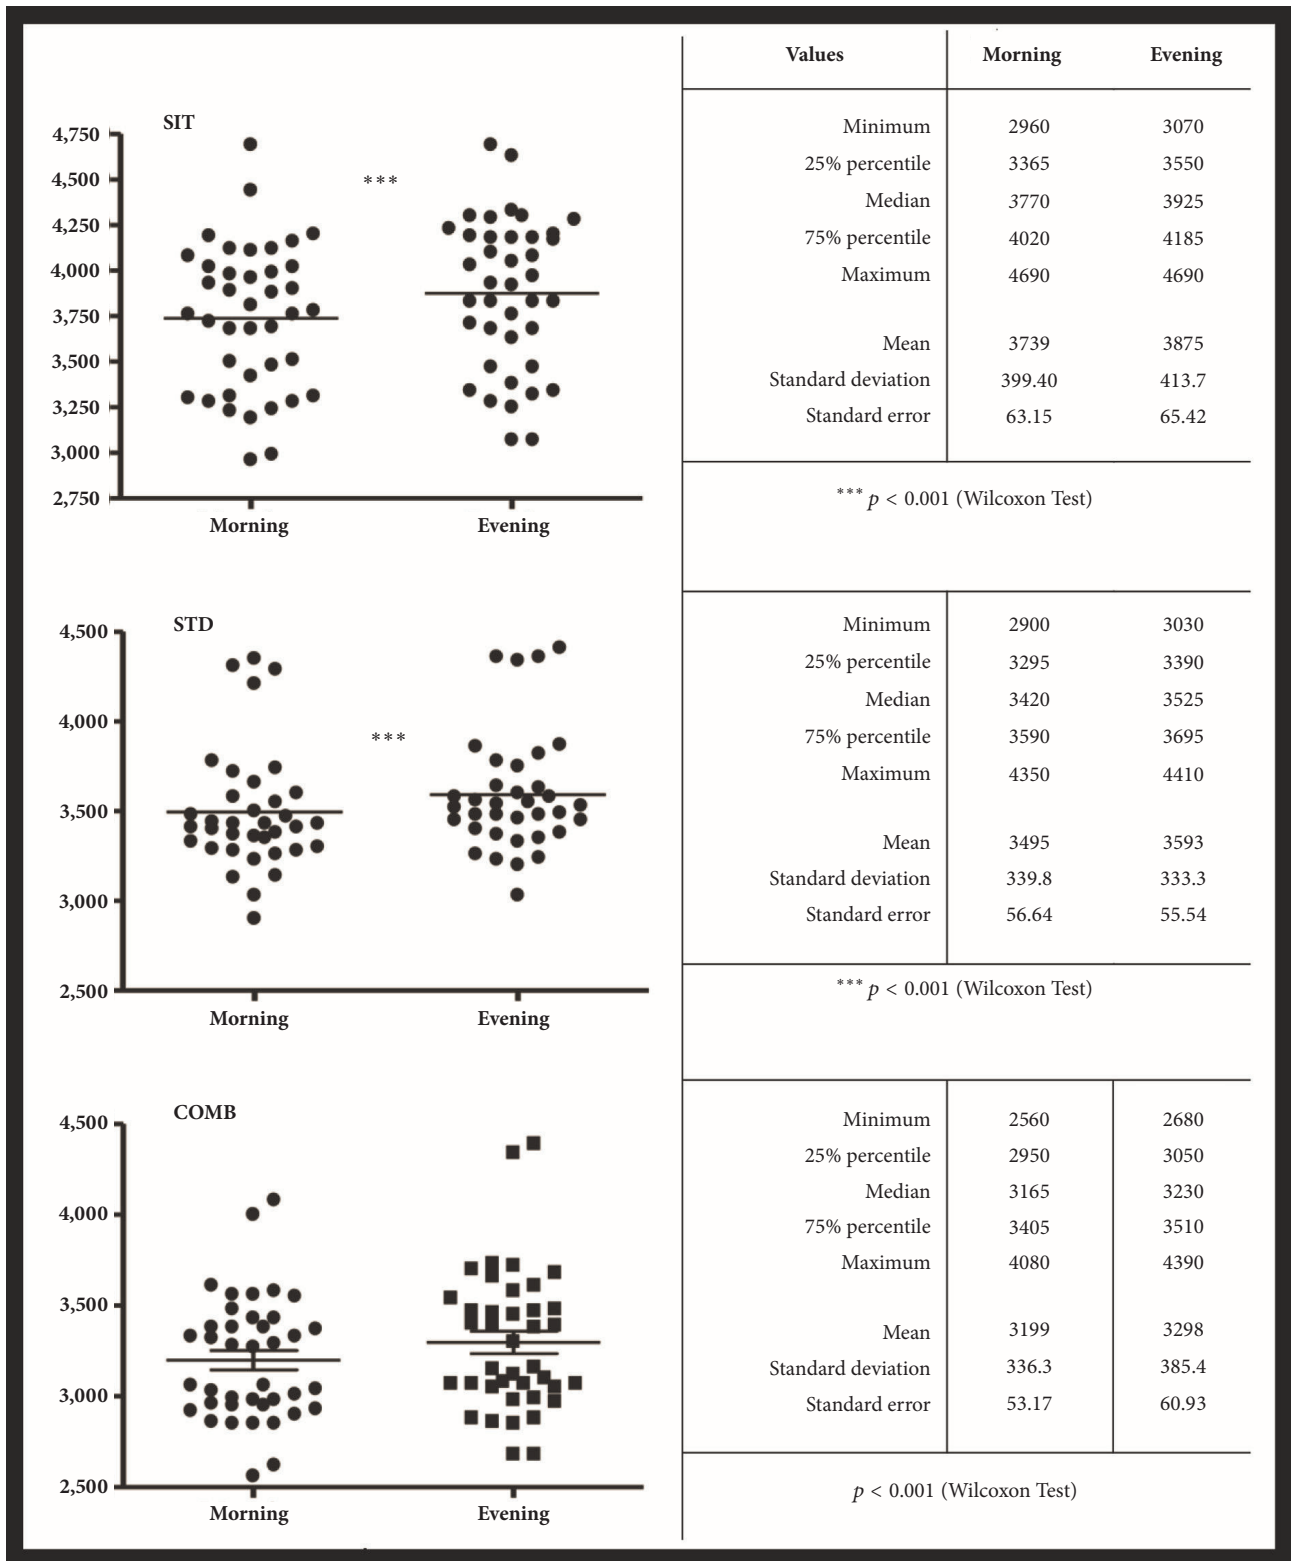 Values Morning Evening
SIT
4,750
4,500
4,250
4,000
3,750
3,500
3,250
3,000
2,750
***
Morning Evening
Minimum 2960 3070
25% percentile 3365 3550
Median 3770 3925
75% percentile 4020 4185
Maximum 4690 4690
Mean 3739 3875
Standard deviation 399.40 413.7
Standard error 63.15 65.42
*** p < 0.001 (Wilcoxon Test)
STD
4,500
4,000
3,500
3,000
2,500
***
Morning Evening
Minimum 2900 3030
25% percentile 3295 3390
Median 3420 3525
75% percentile 3590 3695
Maximum 4350 4410
Mean 3495 3593
Standard deviation 339.8 333.3
Standard error 56.64 55.54
*** p < 0.001 (Wilcoxon Test)
COMB
4,500
4,000
3,500
3,000
2,500
Morning Evening
Minimum 2560 2680
25% percentile 2950 3050
Median 3165 3230
75% percentile 3405 3510
Maximum 4080 4390
Mean 3199 3298
Standard deviation 336.3 385.4
Standard error 53.17 60.93
p < 0.001 (Wilcoxon Test)